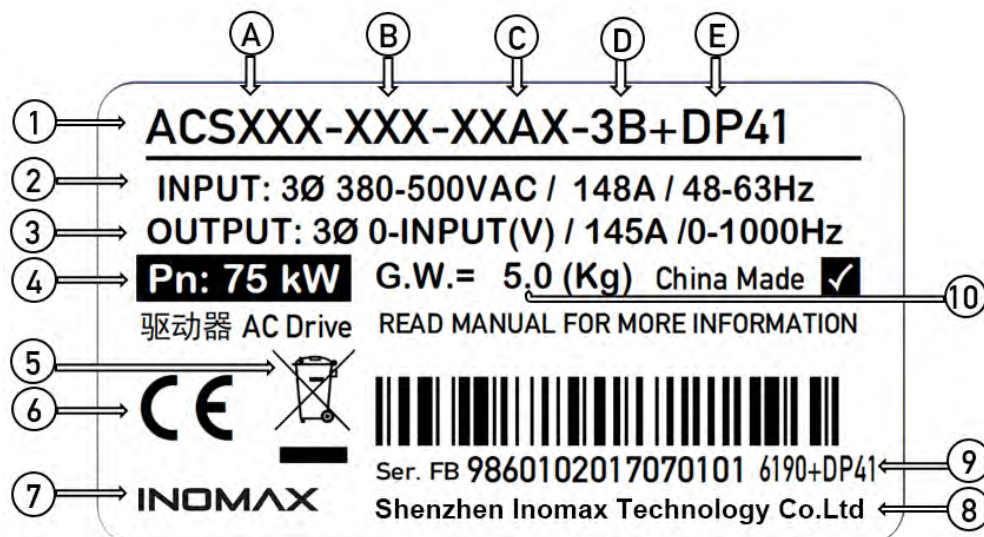 A B C D E
1 ACSXXX-XXX-XXAX-3B+DP41
2 INPUT: 3Ø 380-500VAC / 148A / 48-63Hz
3 OUTPUT: 3Ø 0-INPUT(V) / 145A /0-1000Hz
4 Pn: 75 kW G.W.= 5.0 (Kg) China Made ✓ 10
驱动器 AC Drive READ MANUAL FOR MORE INFORMATION
5
6 CE
Ser. FB 9860102017070101 6190+DP41 9
7 INOMAX Shenzhen Inomax Technology Co.Ltd 8